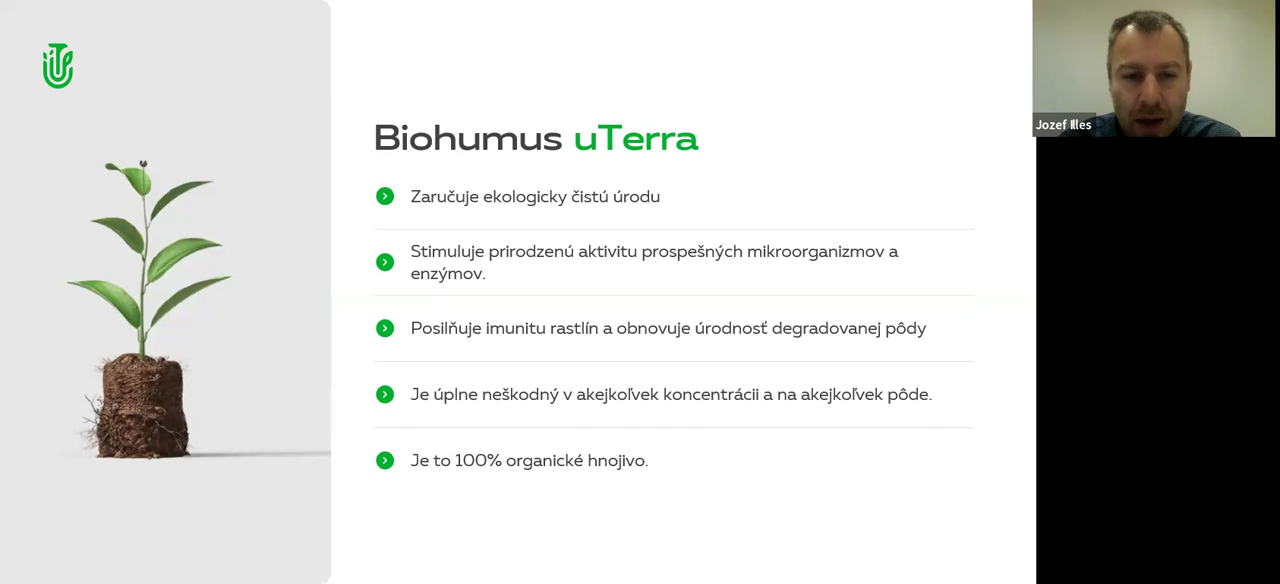 Biohumus uTerra
Zaručuje ekologicky čistú úrodu
Stimuluje prirodzenú aktivitu prospešných mikroorganizmov a
enzýmov.
Posilňuje imunitu rastlín a obnovuje úrodnosť degradovanej pôdy
Je úplne neškodný v akejkoľvek koncentrácii a na akejkoľvek pôde.
Je to 100% organické hnojivo.
Jozef Illes